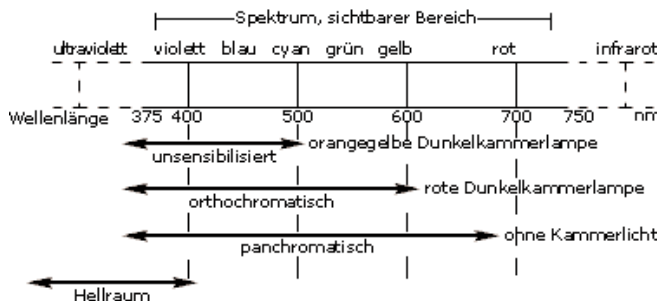 Spektrum, sichtbarer Bereich
ultraviolett violett blau cyan grün gelb rot infrarot
Wellenlänge 375 400 500 600 700 750 nm
orangegelbe Dunkelkammerlampe
unsensibilisiert
rote Dunkelkammerlampe
orthochromatisch
ohne Kammerlicht
panchromatisch
Hellraum